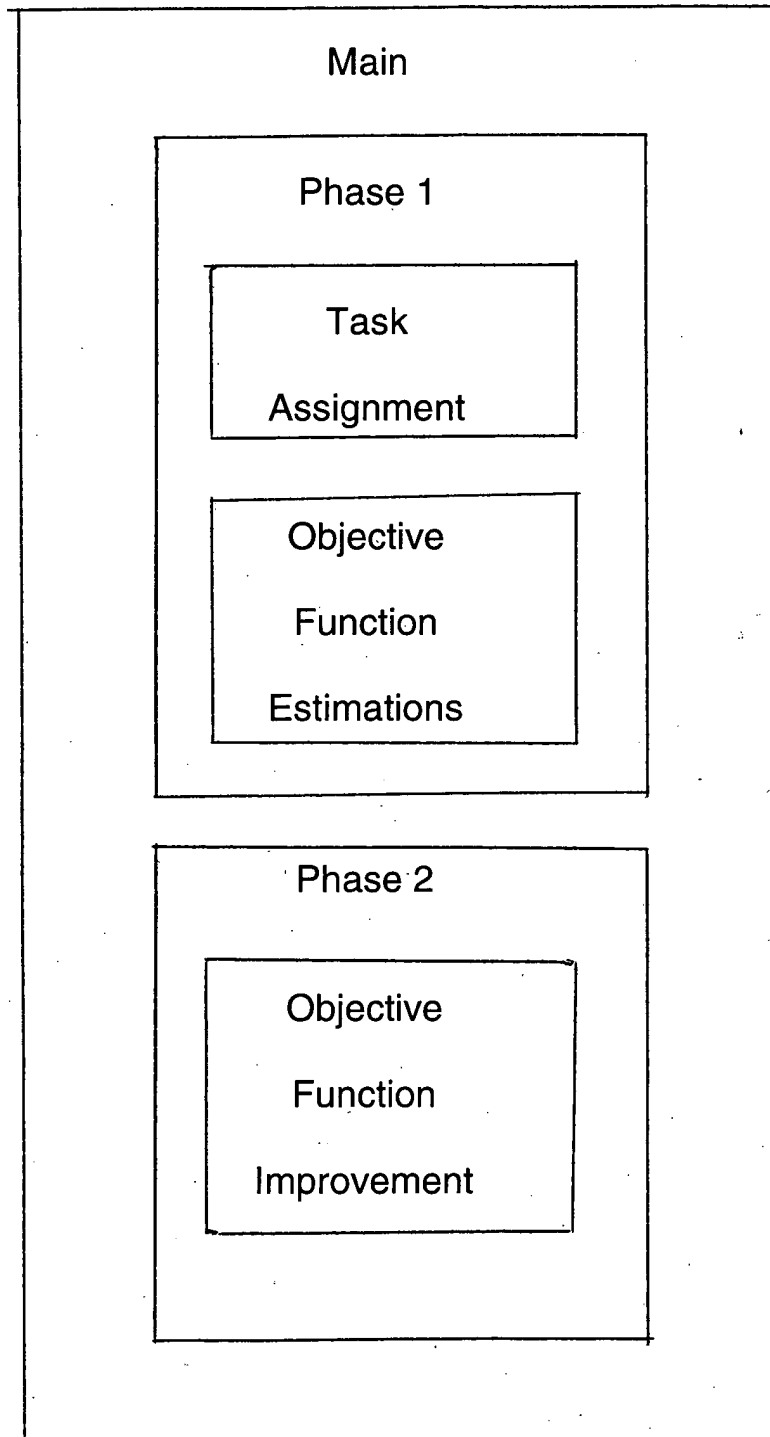 Main
Phase 1
Task
Assignment
Objective
Function
Estimations
Phase 2
Objective
Function
Improvement